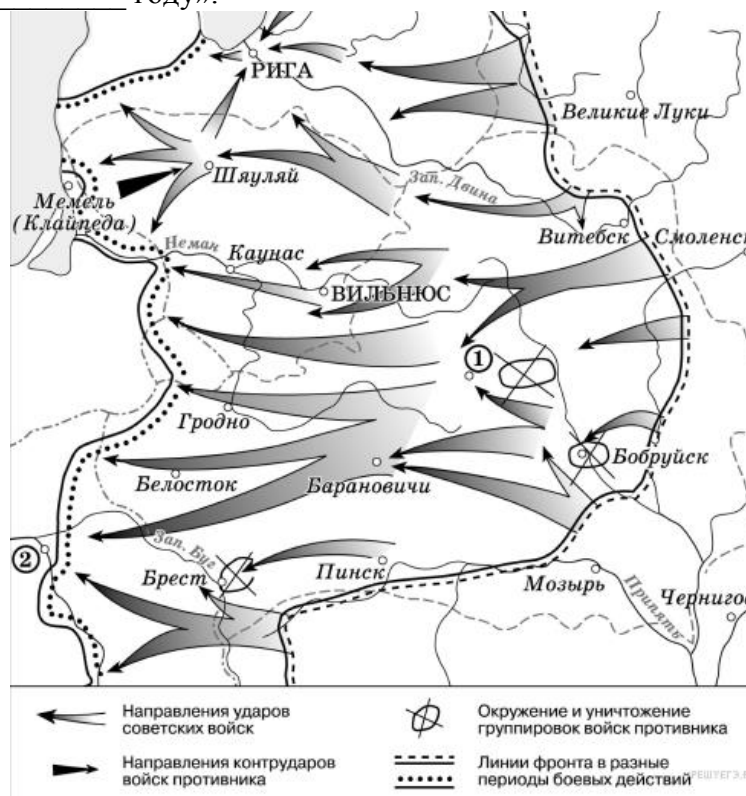 году».
РИГА
Великие Луки
Шяуляй
Зап. Двина
Мемель
(Клайпеда)
Витебск
Смоленск
Неман
Каунас
ВИЛЬНЮС
1
Гродно
Бобруйск
Белосток
Барановичи
2
Зап. Буг
Брест
Пинск
Мозырь
Припять
Чернигов
Направления ударов
советских войск
Окружение и уничтожение
группировок войск противника
Направления контрударов
войск противника
Линии фронта в разные
периоды боевых действий